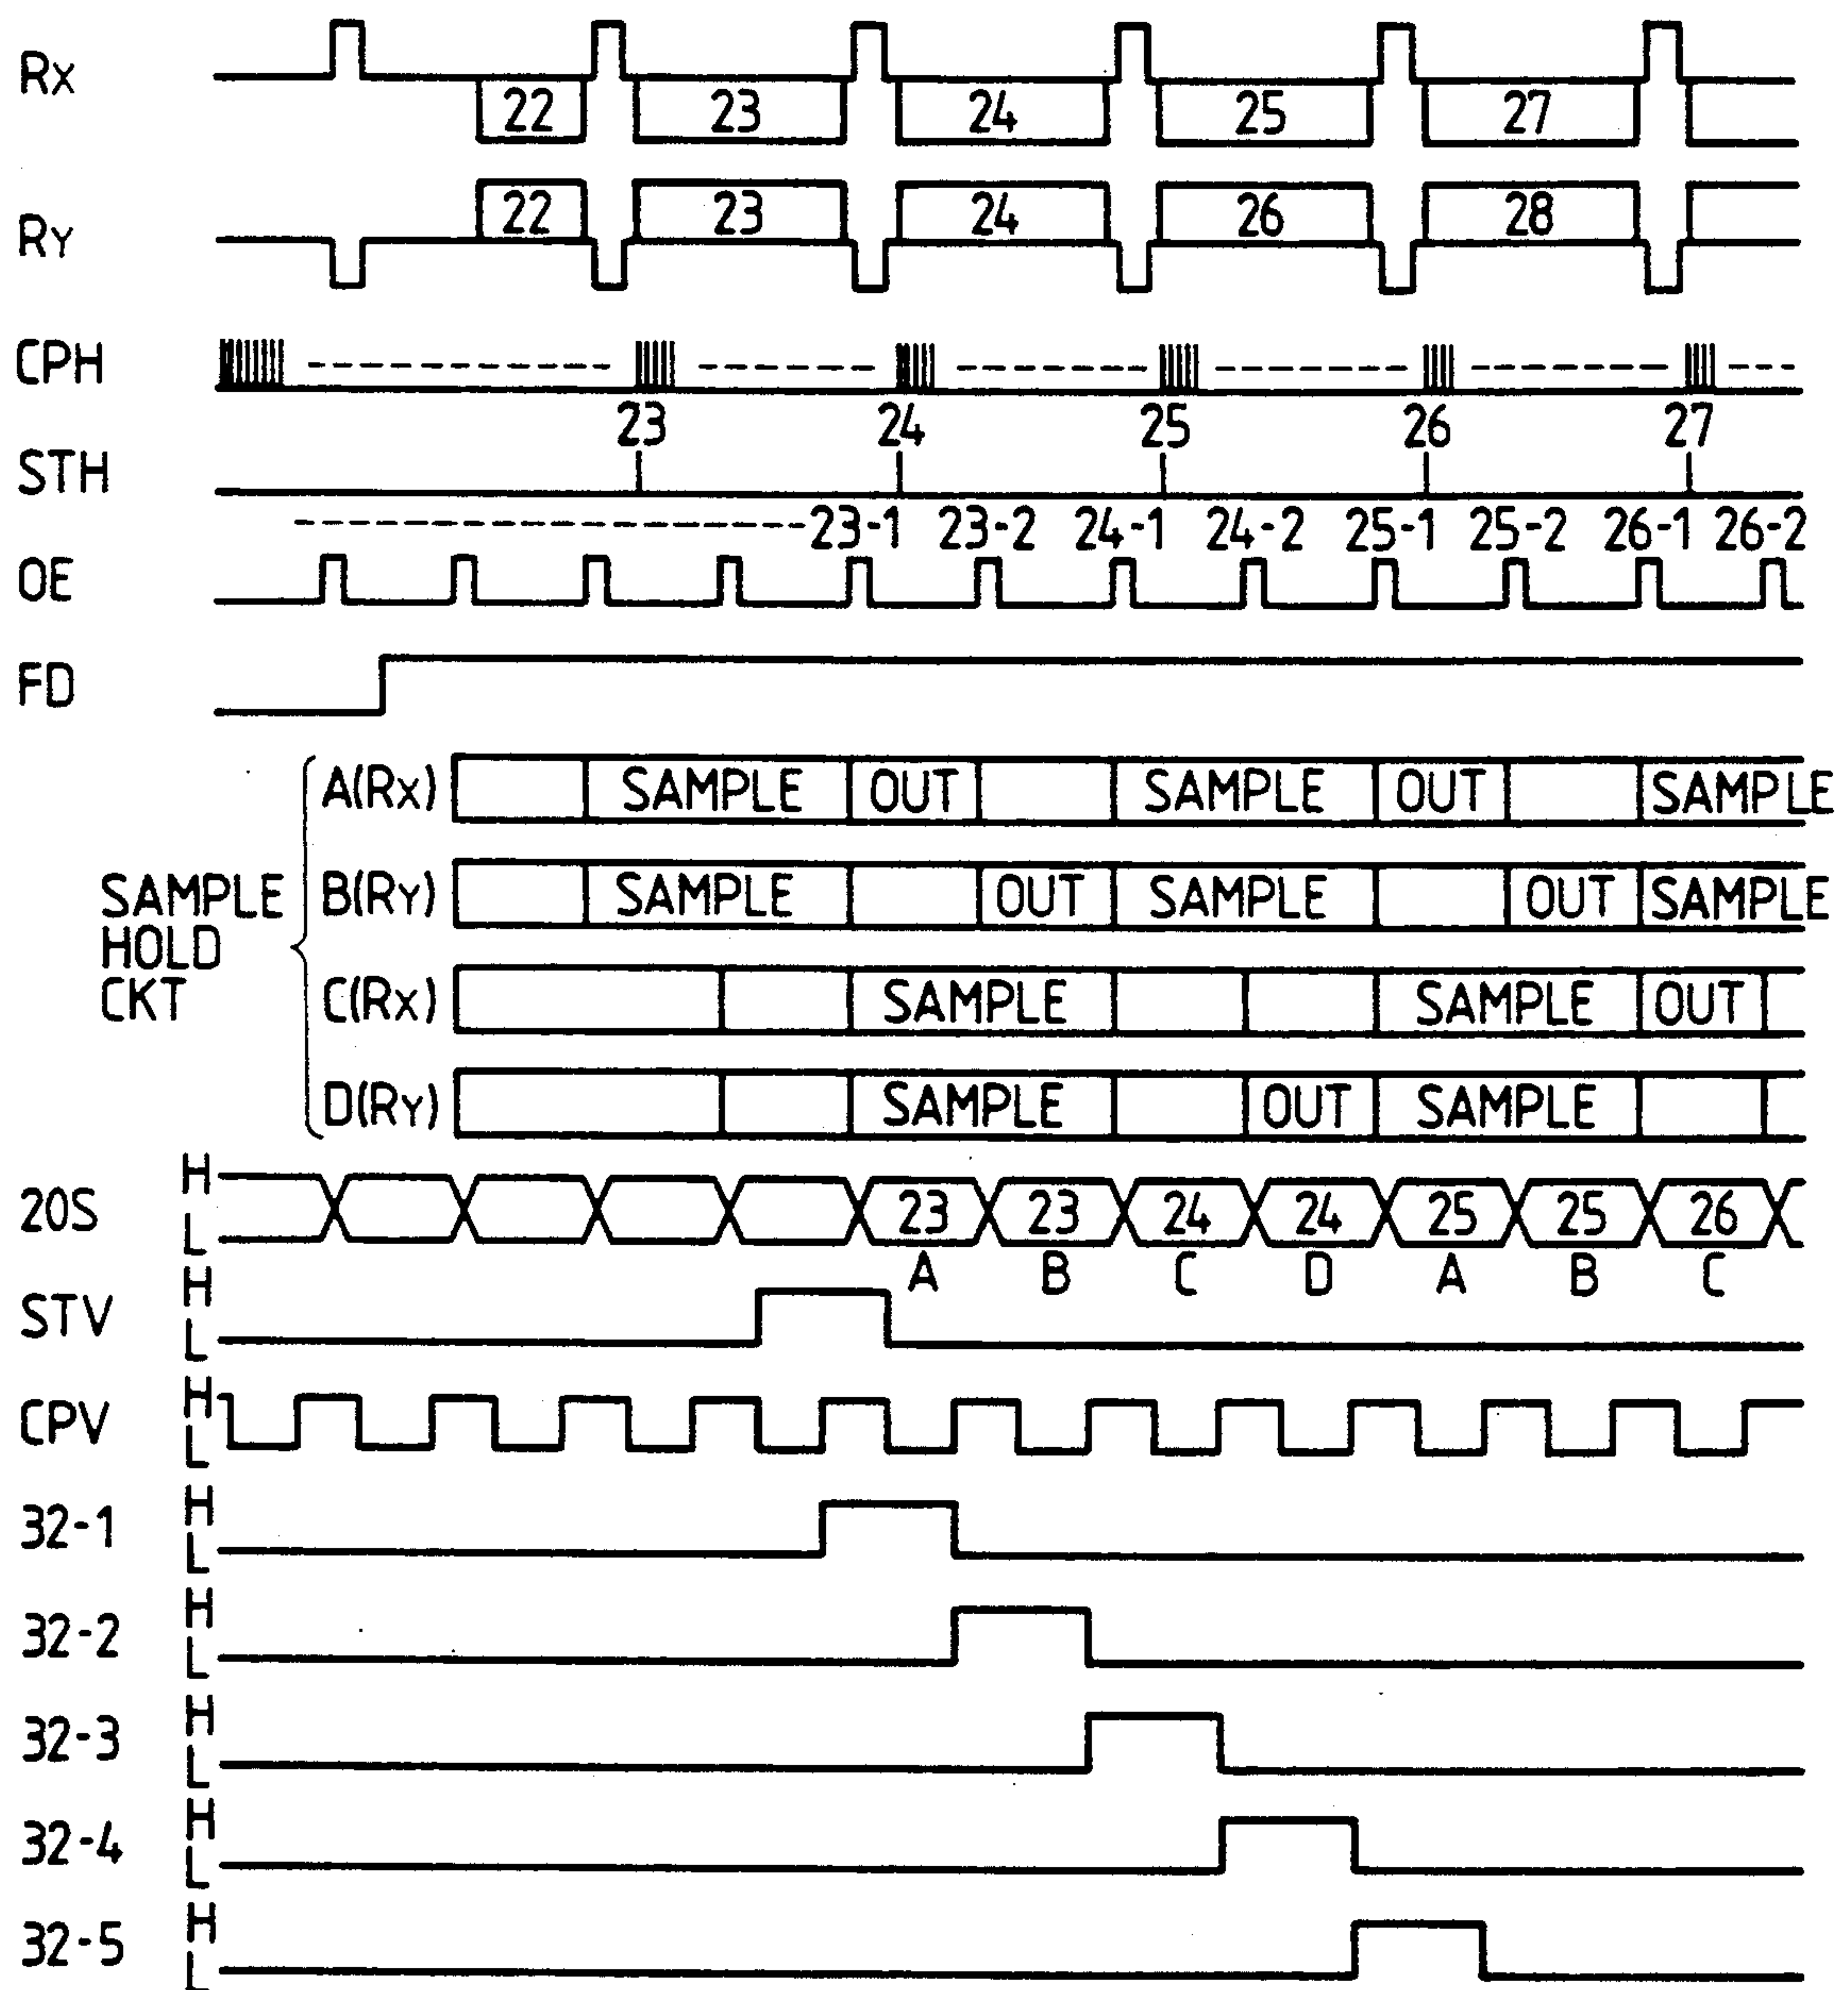 RX
22 23 24 25 27
RY
22 23 24 26 28
CPH
23 24 25 26 27
STH
23-1 23-2 24-1 24-2 25-1 25-2 26-1 26-2
OE
FD
SAMPLE
HOLD
CKT
A(RX) SAMPLE OUT SAMPLE OUT SAMPLE
B(RY) SAMPLE OUT SAMPLE OUT SAMPLE
C(RX) SAMPLE SAMPLE OUT
D(RY) SAMPLE OUT SAMPLE
20S H L 23 23 24 24 25 25 26
A B C D A B C
STV H L
CPV H L
32-1 H L
32-2 H L
32-3 H L
32-4 H L
32-5 H L